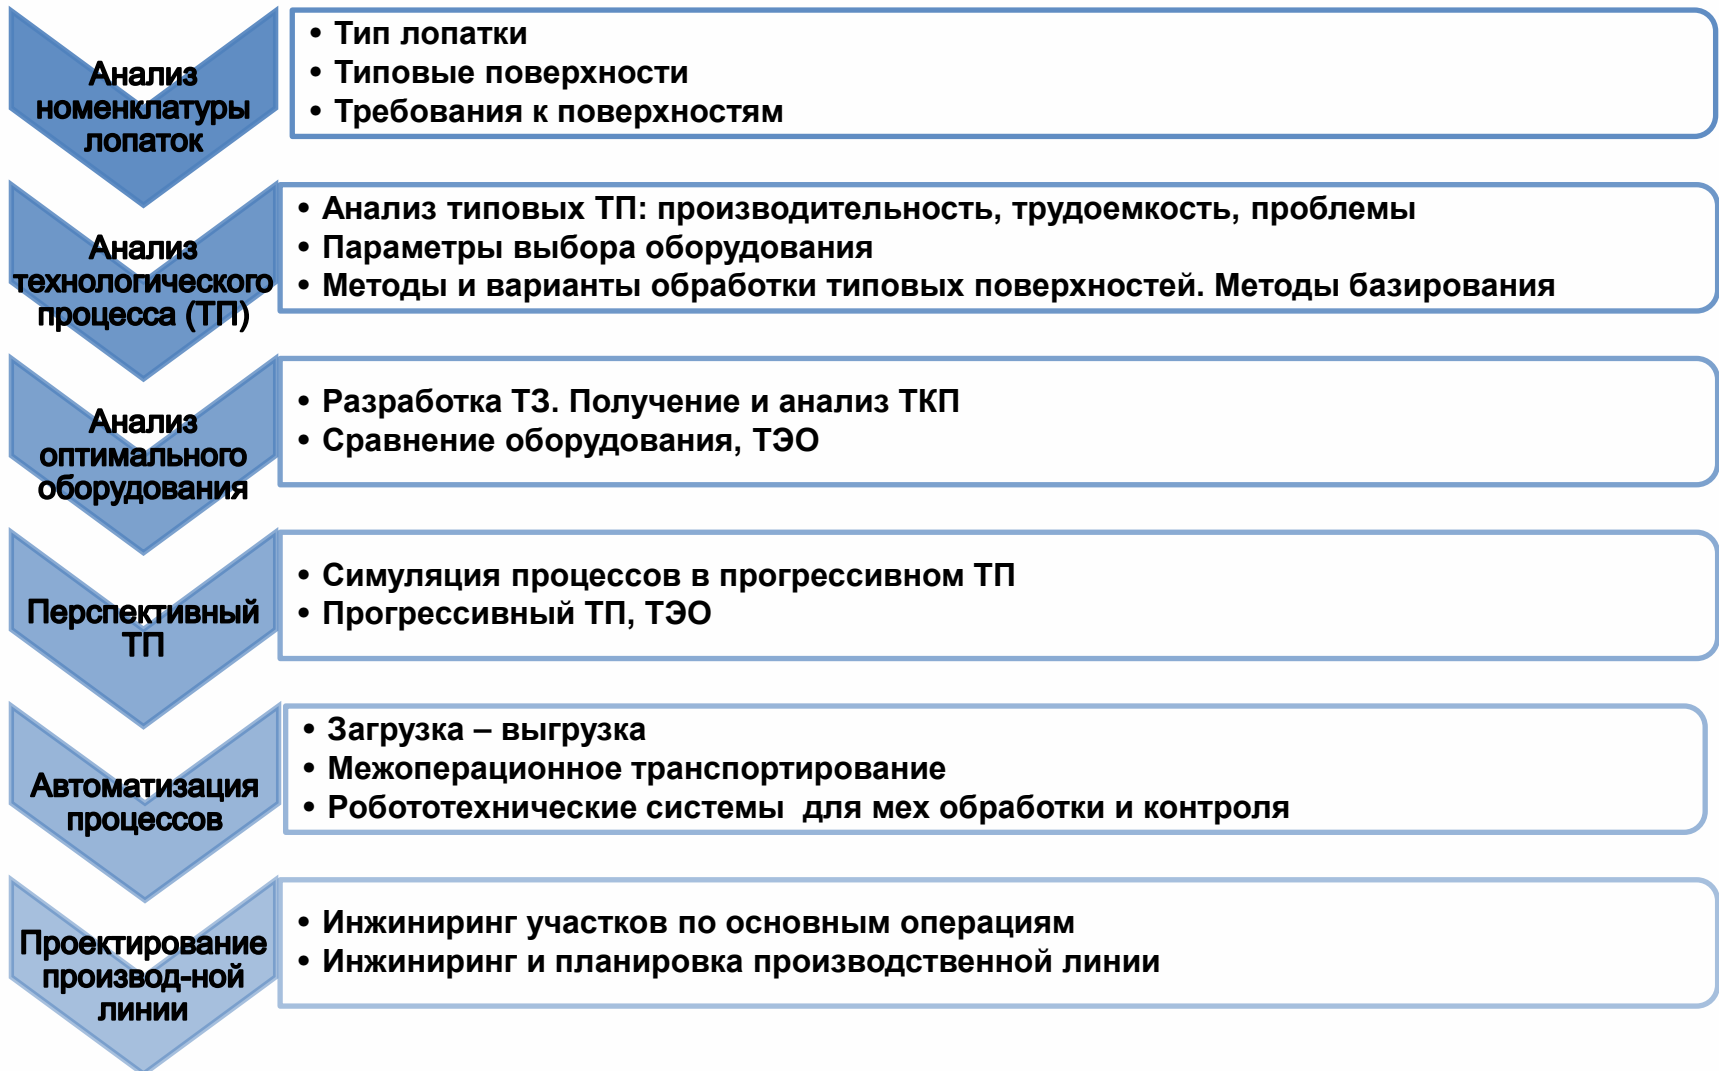 Анализ
номенклатуры
лопаток
• Тип лопатки
• Типовые поверхности
• Требования к поверхностям
Анализ
технологического
процесса (ТП)
• Анализ типовых ТП: производительность, трудоемкость, проблемы
• Параметры выбора оборудования
• Методы и варианты обработки типовых поверхностей. Методы базирования
Анализ
оптимального
оборудования
• Разработка ТЗ. Получение и анализ ТКП
• Сравнение оборудования, ТЭО
Перспективный
ТП
• Симуляция процессов в прогрессивном ТП
• Прогрессивный ТП, ТЭО
Автоматизация
процессов
• Загрузка – выгрузка
• Межоперационное транспортирование
• Робототехнические системы  для мех обработки и контроля
Проектирование
производ-ной
линии
• Инжиниринг участков по основным операциям
• Инжиниринг и планировка производственной линии